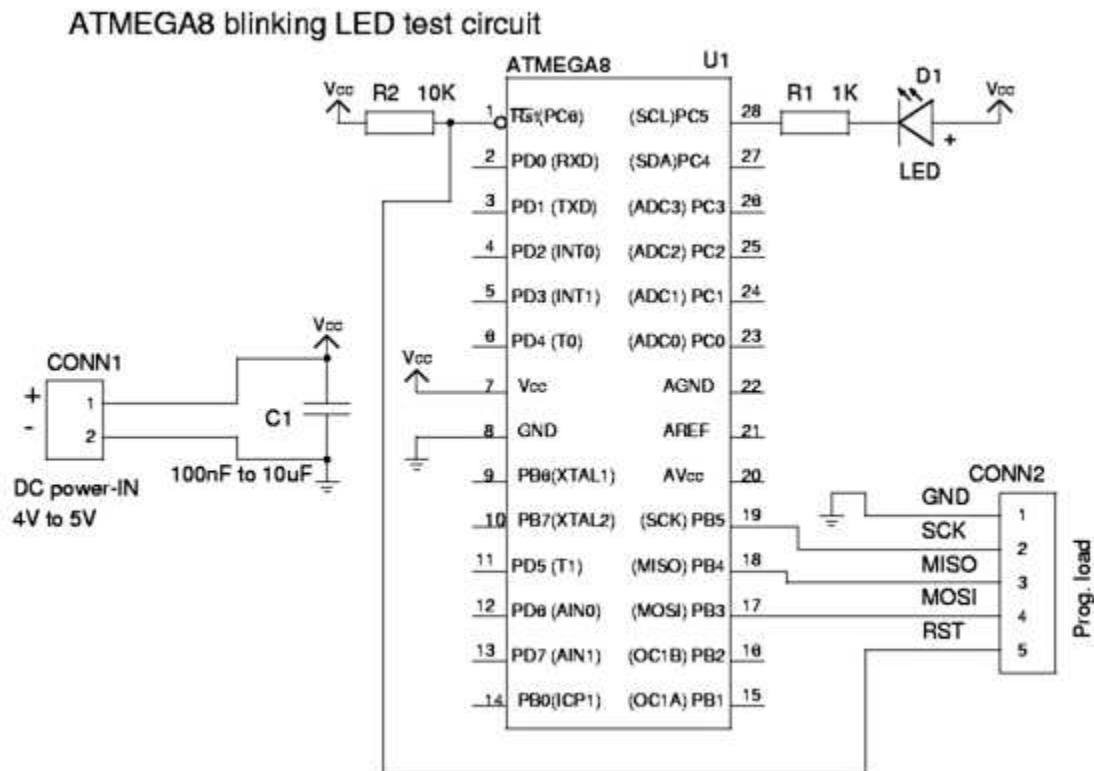 ATMEGA8 blinking LED test circuit
ATMEGA8
U1
Vcc
R2 10K
1
Rst(PC6)
(SCL)PC5
28
R1 1K
D1
Vcc
+
LED
2
PD0 (RXD)
(SDA)PC4
27
3
PD1 (TXD)
(ADC3) PC3
26
4
PD2 (INT0)
(ADC2) PC2
25
5
PD3 (INT1)
(ADC1) PC1
24
6
PD4 (T0)
(ADC0) PC0
23
Vcc
7
Vcc
AGND
22
8
GND
AREF
21
9
PB6(XTAL1)
AVcc
20
10
PB7(XTAL2)
(SCK) PB5
19
11
PD5 (T1)
(MISO) PB4
18
12
PD6 (AIN0)
(MOSI) PB3
17
13
PD7 (AIN1)
(OC1B) PB2
16
14
PB0(ICP1)
(OC1A) PB1
15
Vcc
CONN1
+
1
-
2
C1
100nF to 10uF
DC power-IN
4V to 5V
CONN2
GND
1
SCK
2
MISO
3
MOSI
4
RST
5
Prog. load